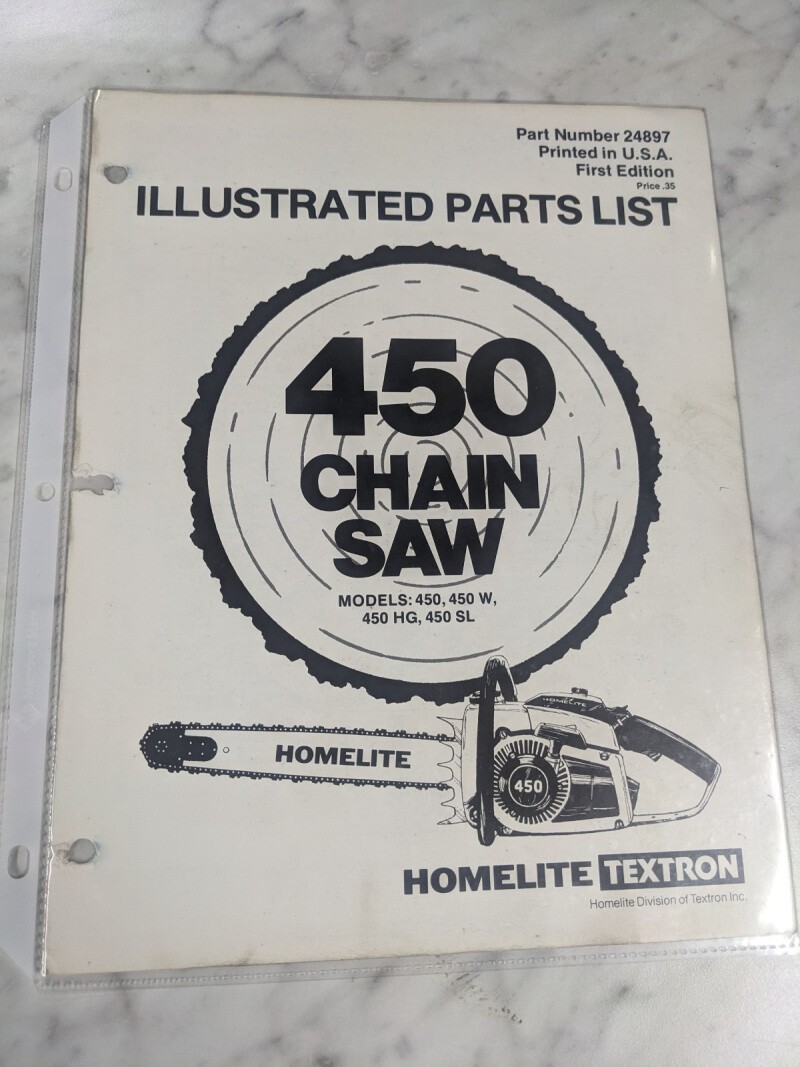 Part Number 24897
Printed in U.S.A.
First Edition
Price .35
ILLUSTRATED PARTS LIST
450
CHAIN
SAW
MODELS: 450, 450 W,
450 HG, 450 SL
HOMELITE
HOMELITE
450
HOMELITE TEXTRON
Homelite Division of Textron Inc.